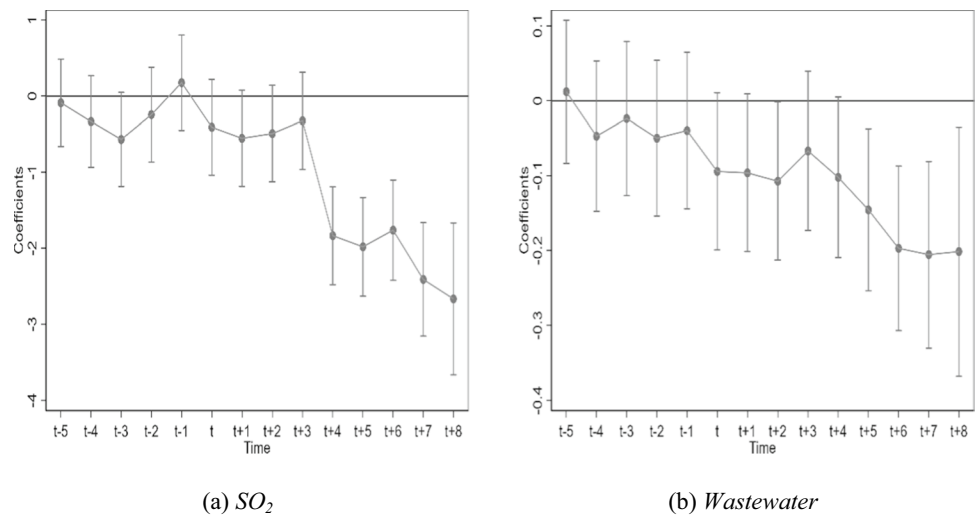 1
0
-1
-2
-3
-4
Coefficients
t-5 t-4 t-3 t-2 t-1 t t+1 t+2 t+3 t+4 t+5 t+6 t+7 t+8
Time
(a) SO2
0.1
0
-0.1
-0.2
-0.3
-0.4
Coefficients
t-5 t-4 t-3 t-2 t-1 t t+1 t+2 t+3 t+4 t+5 t+6 t+7 t+8
Time
(b) Wastewater